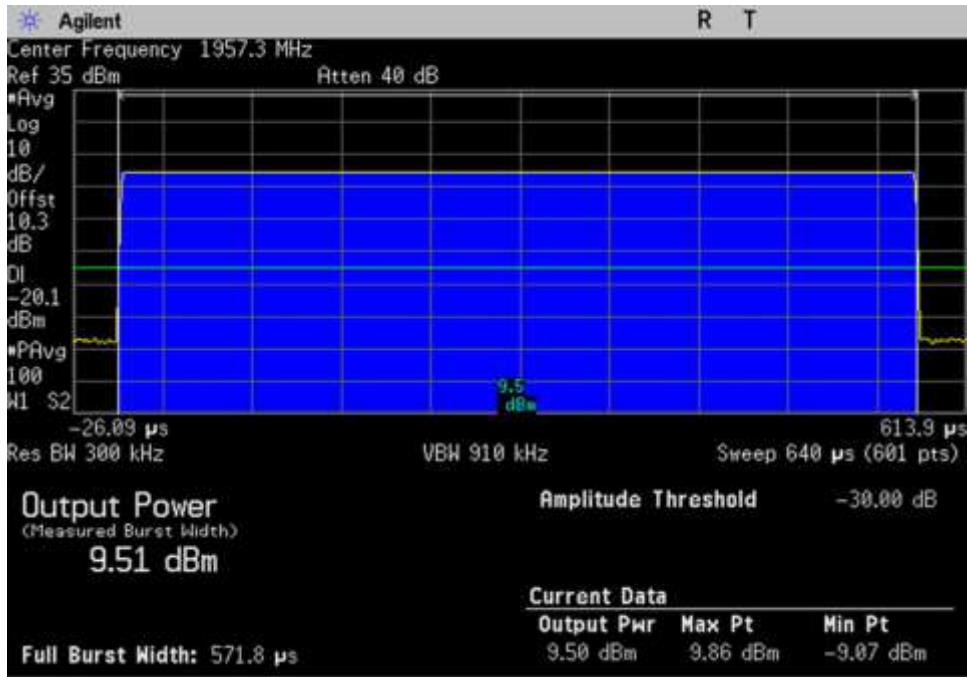 Agilent R T
Center Frequency 1957.3 MHz
Ref 35 dBm Atten 40 dB
*Avg
Log
10
dB/
Offst
10.3
dB
DI
-20.1
dBm
*PAvg
100
W1 S2
9.5
dBm
-26.09 µs 613.9 µs
Res BW 300 kHz VBW 910 kHz Sweep 640 µs (601 pts)
Output Power
(Measured Burst Width)
9.51 dBm
Amplitude Threshold -30.00 dB
Current Data
Output Pwr Max Pt Min Pt
9.50 dBm 9.86 dBm -9.07 dBm
Full Burst Width: 571.8 µs